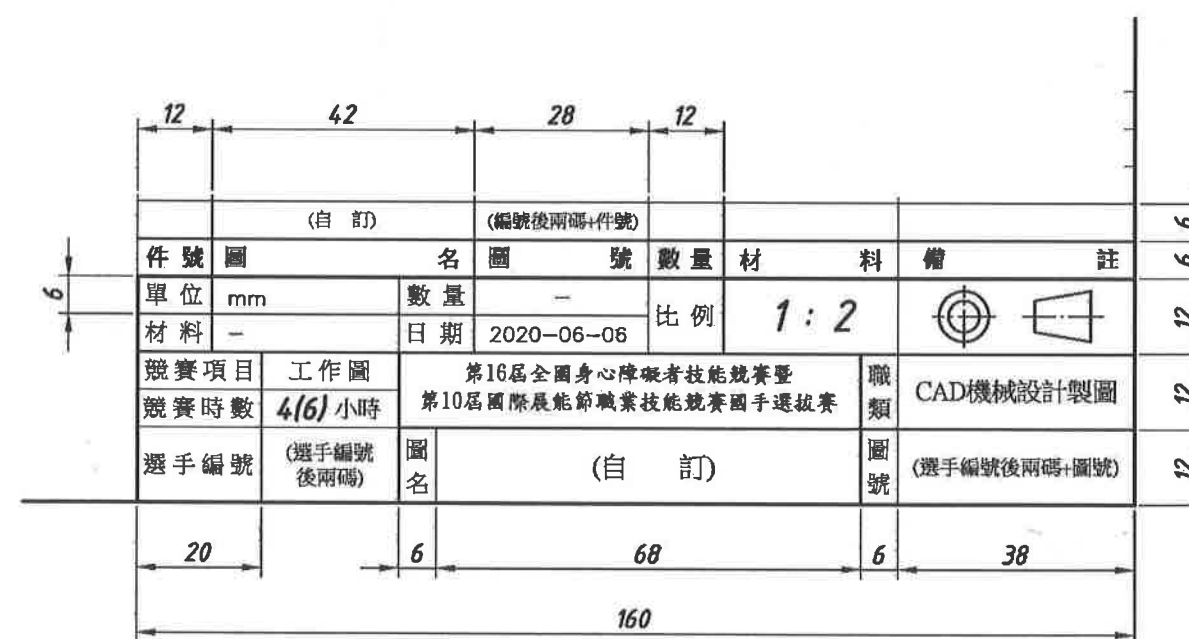 12 42 28 12
(自 訂) (編號後兩碼+件號) 6
件號 圖 名 圖 號 數量 材 料 備 註 6
6 單位 mm 數量 － 比例 1 : 2 12
材料 － 日期 2020-06-06
競賽項目 工作圖 第16屆全國身心障礙者技能競賽暨 職類 CAD機械設計製圖 12
競賽時數 4(6) 小時 第10屆國際展能節職業技能競賽國手選拔賽
選手編號 (選手編號 圖名 (自 訂) 圖號 (選手編號後兩碼+圖號) 12
後兩碼)
20 6 68 6 38
160